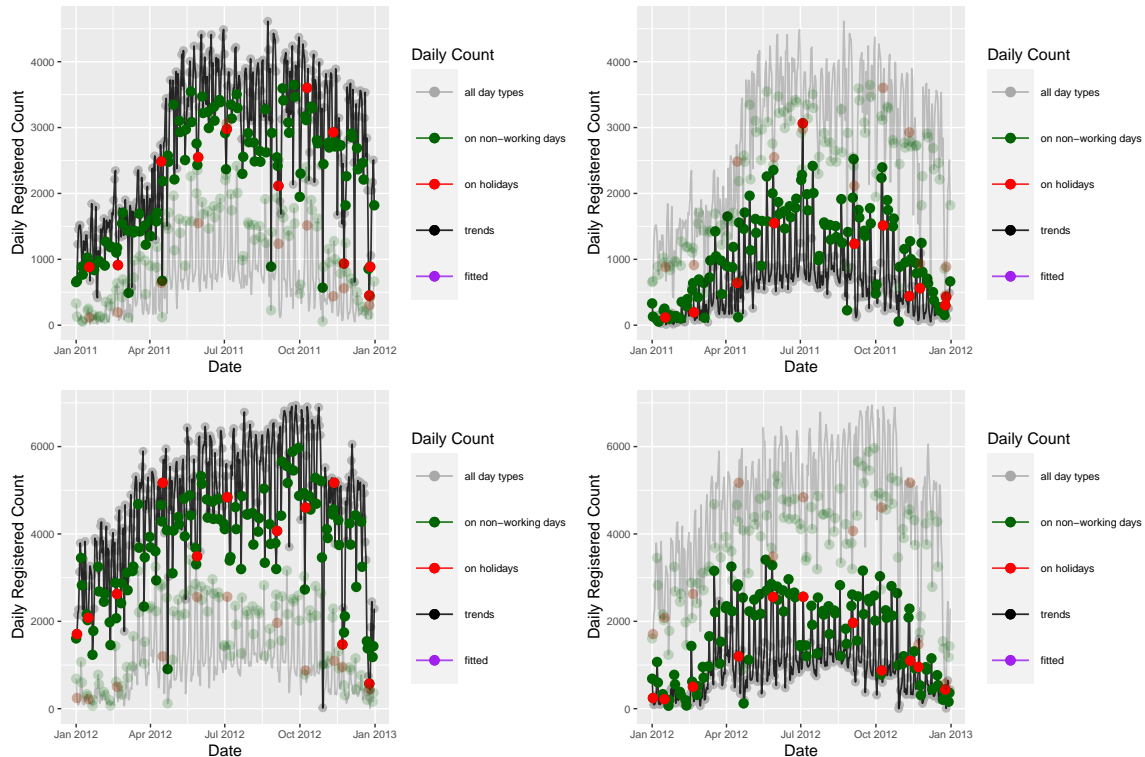 Daily Registered Count
4000
3000
2000
1000
0
Jan 2011
Apr 2011
Jul 2011
Oct 2011
Jan 2012
Date
Daily Count
all day types
on non−working days
on holidays
trends
fitted
Daily Registered Count
4000
3000
2000
1000
0
Jan 2011
Apr 2011
Jul 2011
Oct 2011
Jan 2012
Date
Daily Count
all day types
on non−working days
on holidays
trends
fitted
Daily Registered Count
6000
4000
2000
0
Jan 2012
Apr 2012
Jul 2012
Oct 2012
Jan 2013
Date
Daily Count
all day types
on non−working days
on holidays
trends
fitted
Daily Registered Count
6000
4000
2000
0
Jan 2012
Apr 2012
Jul 2012
Oct 2012
Jan 2013
Date
Daily Count
all day types
on non−working days
on holidays
trends
fitted